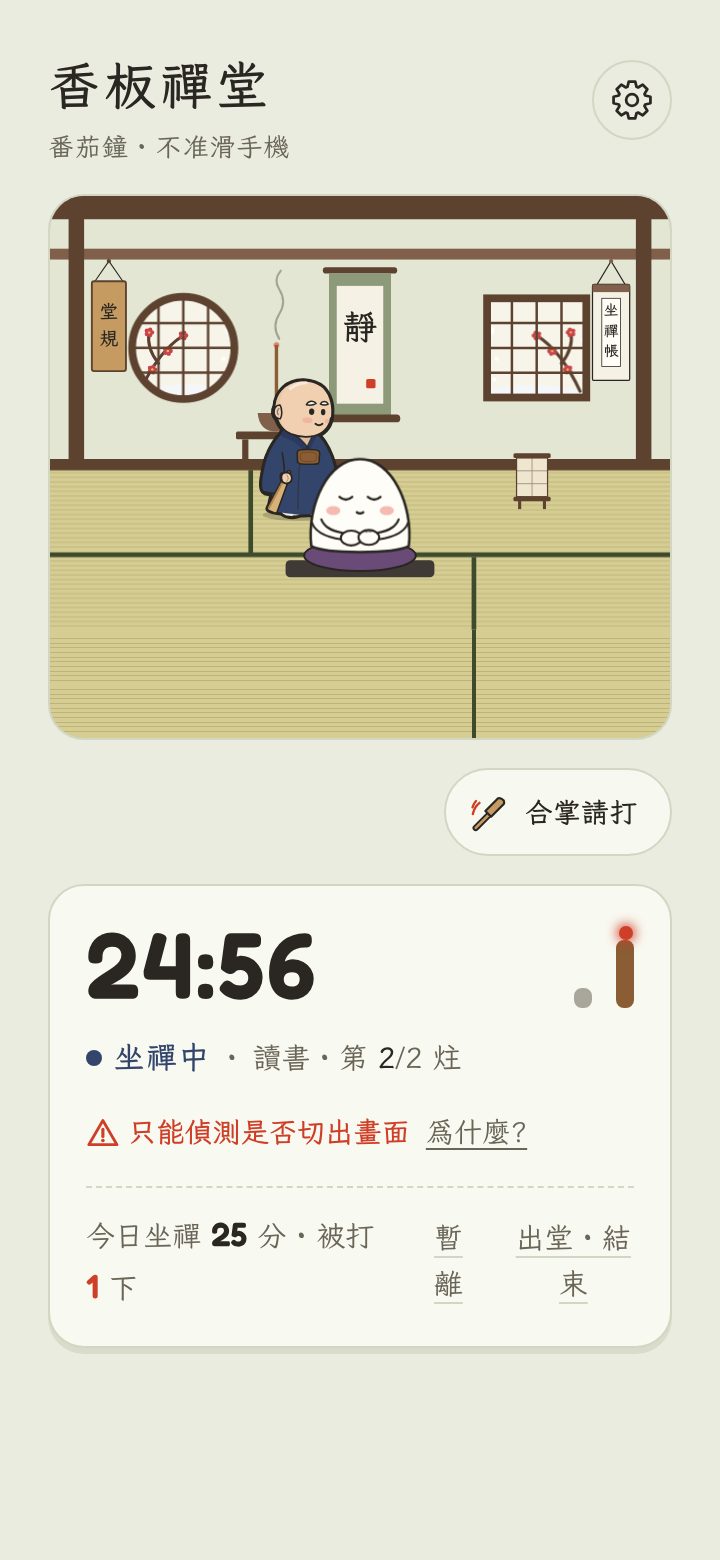 香板禪堂
番茄鐘・不准滑手機
堂規
靜
坐禪帳
合掌請打
24:56
坐禪中・讀書・第 2/2 炷
只能偵測是否切出畫面 為什麼?
今日坐禪 25 分・被打
1 下
暫離
出堂・結束